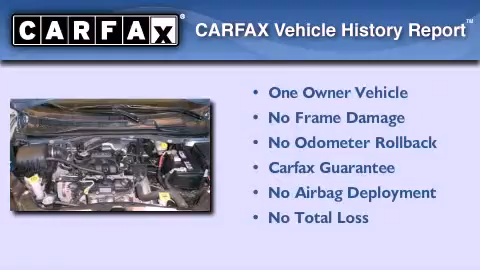 CARFAX® CARFAX Vehicle History Report™
• One Owner Vehicle
• No Frame Damage
• No Odometer Rollback
• Carfax Guarantee
• No Airbag Deployment
• No Total Loss